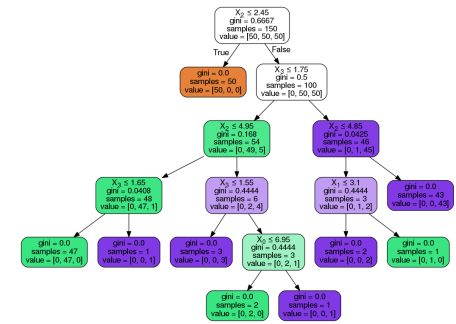 X₂ ≤ 2.45
gini = 0.6667
samples = 150
value = [50, 50, 50]
True
False
gini = 0.0
samples = 50
value = [50, 0, 0]
X₃ ≤ 1.75
gini = 0.5
samples = 100
value = [0, 50, 50]
X₂ ≤ 4.95
gini = 0.168
samples = 54
value = [0, 49, 5]
X₂ ≤ 4.85
gini = 0.0425
samples = 46
value = [0, 1, 45]
X₃ ≤ 1.65
gini = 0.0408
samples = 48
value = [0, 47, 1]
X₃ ≤ 1.55
gini = 0.4444
samples = 6
value = [0, 2, 4]
X₁ ≤ 3.1
gini = 0.4444
samples = 3
value = [0, 1, 2]
gini = 0.0
samples = 43
value = [0, 0, 43]
gini = 0.0
samples = 47
value = [0, 47, 0]
gini = 0.0
samples = 1
value = [0, 0, 1]
gini = 0.0
samples = 3
value = [0, 0, 3]
X₀ ≤ 6.95
gini = 0.4444
samples = 3
value = [0, 2, 1]
gini = 0.0
samples = 2
value = [0, 0, 2]
gini = 0.0
samples = 1
value = [0, 1, 0]
gini = 0.0
samples = 2
value = [0, 2, 0]
gini = 0.0
samples = 1
value = [0, 0, 1]